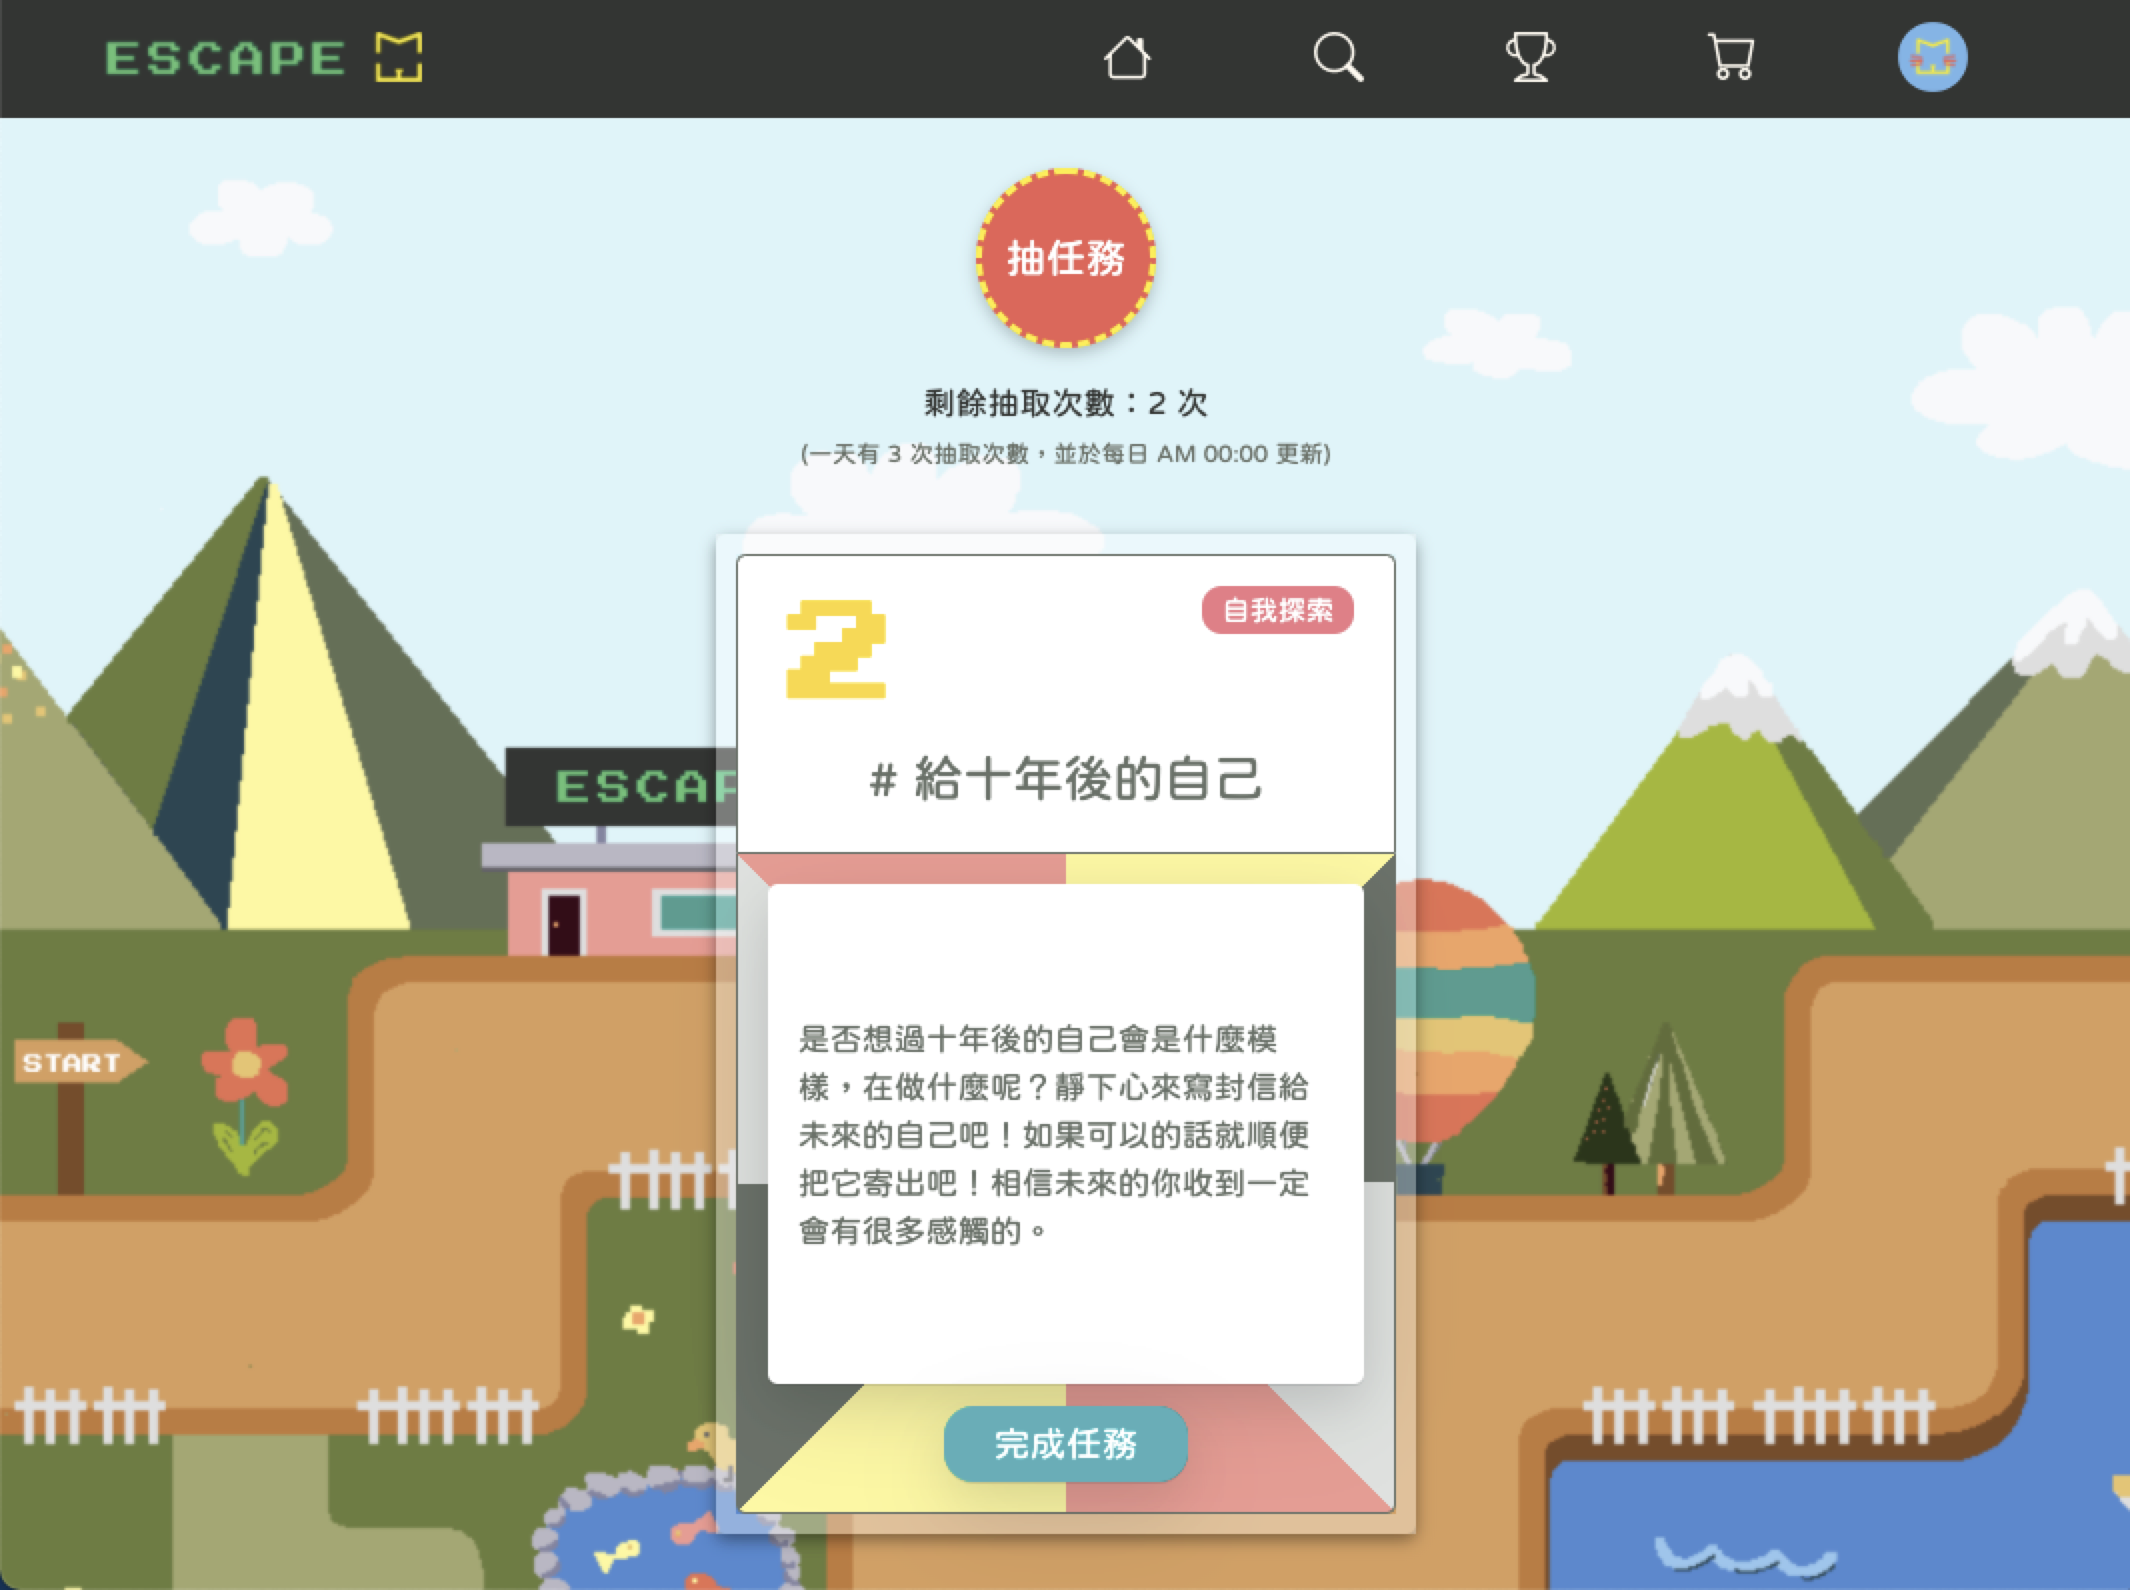 ESCAPE
抽任務
剩餘抽取次數：2 次
(一天有 3 次抽取次數，並於每日 AM 00:00 更新)
2
自我探索
# 給十年後的自己
ESCAP
START
是否想過十年後的自己會是什麼模
樣，在做什麼呢？靜下心來寫封信給
未來的自己吧！如果可以的話就順便
把它寄出吧！相信未來的你收到一定
會有很多感觸的。
完成任務